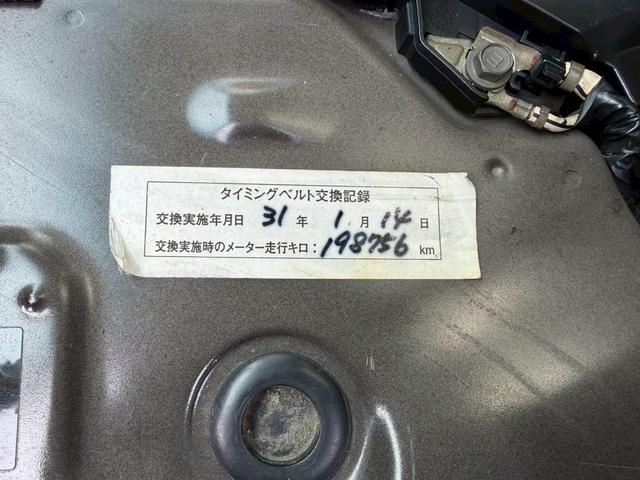 タイミングベルト交換記録
交換実施年月日 31 年 1 月 14 日
交換実施時のメーター走行キロ：198756 km